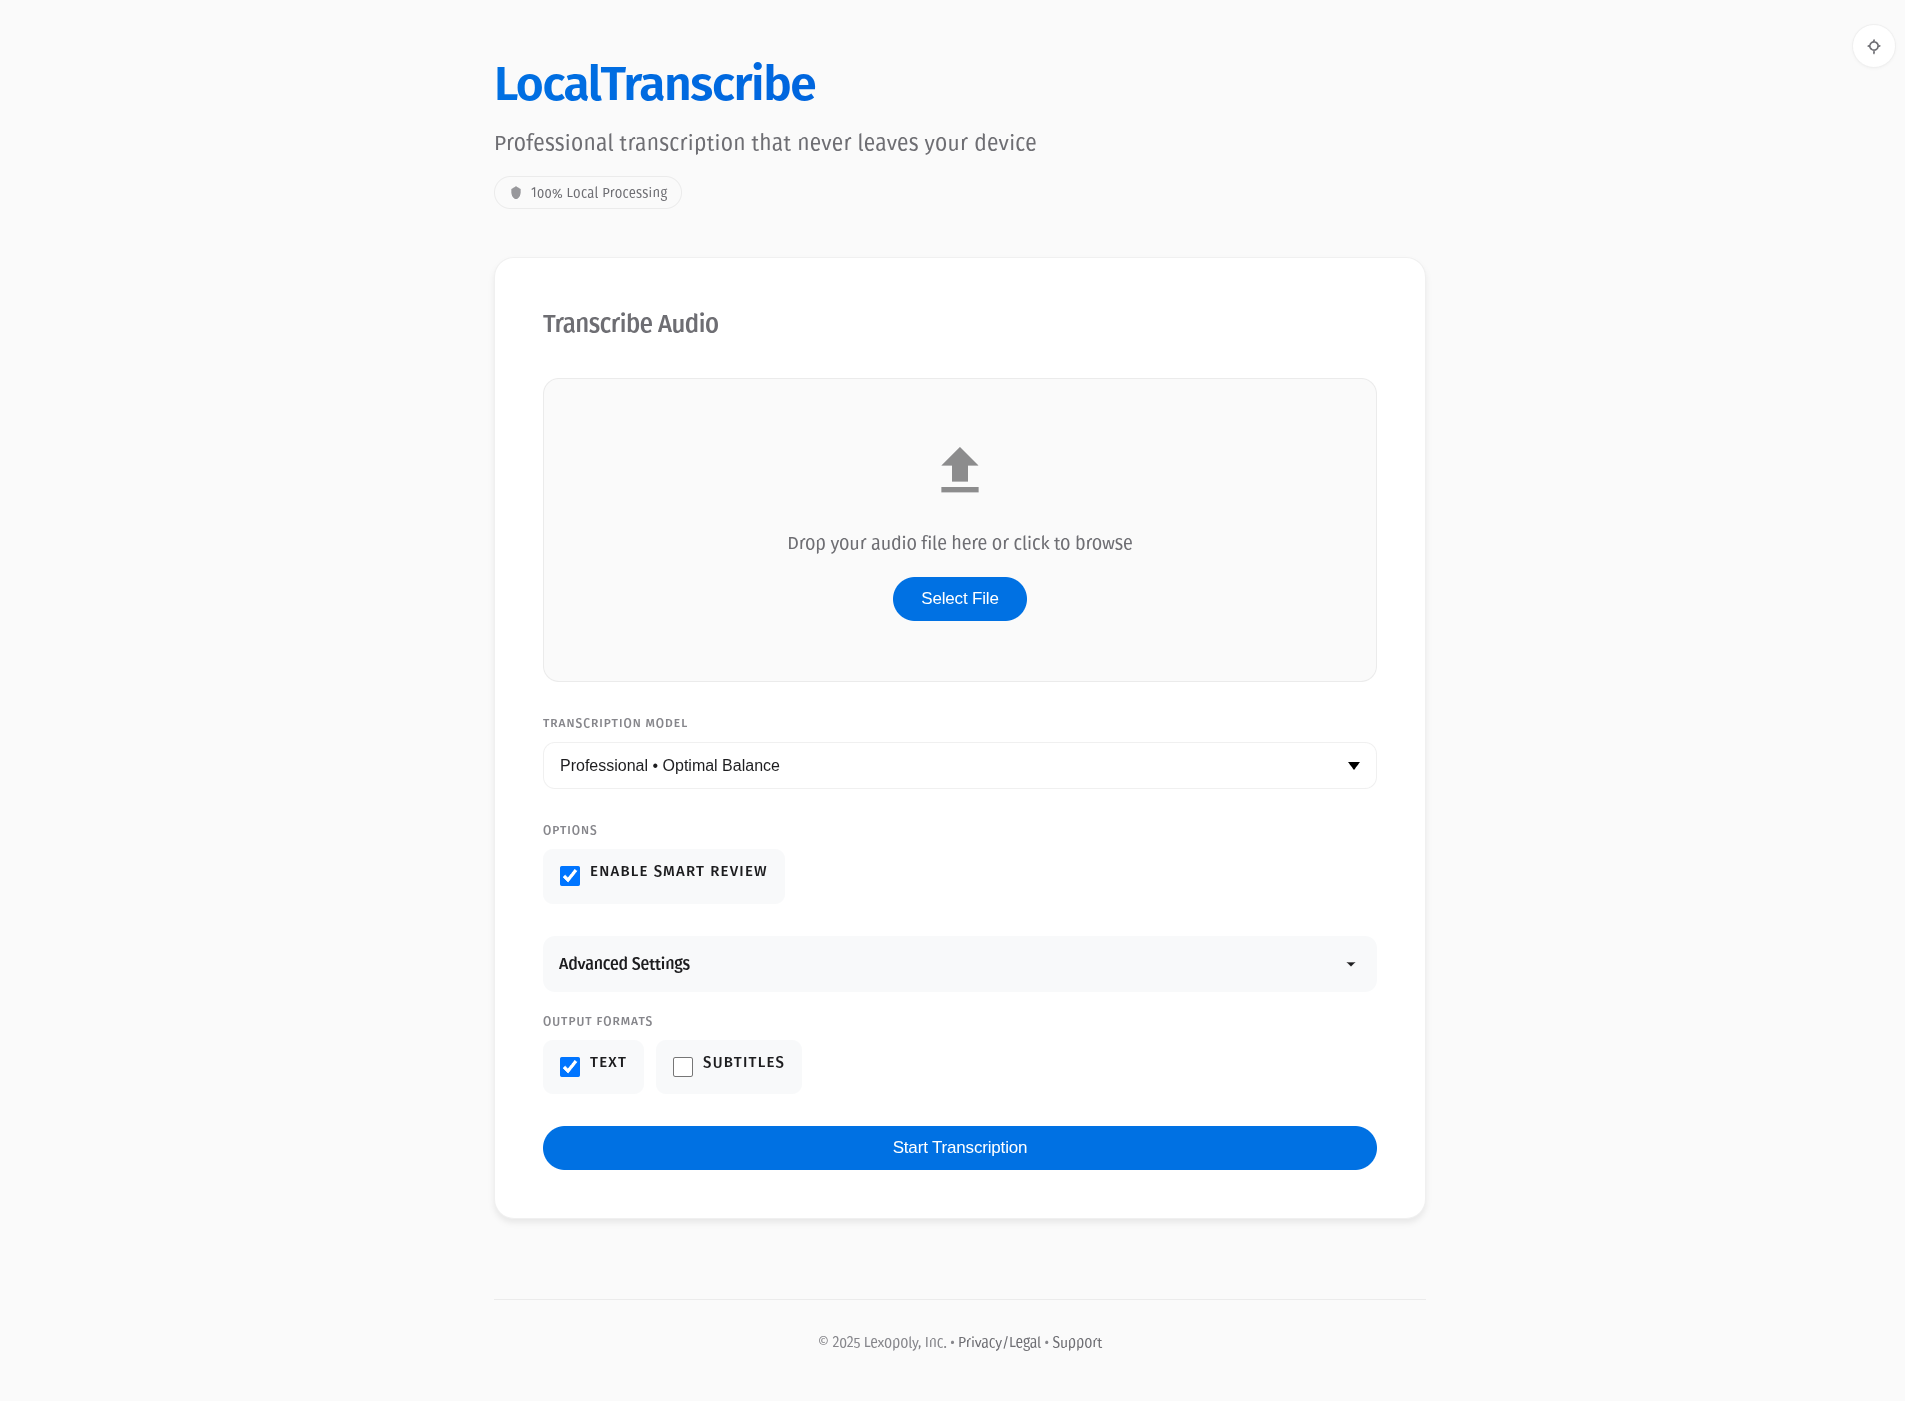 LocalTranscribe
Professional transcription that never leaves your device
100% Local Processing
Transcribe Audio
Drop your audio file here or click to browse
Select File
TRANSCRIPTION MODEL
Professional • Optimal Balance
OPTIONS
ENABLE SMART REVIEW
Advanced Settings
OUTPUT FORMATS
TEXT SUBTITLES
Start Transcription
© 2025 Lexopoly, Inc. • Privacy/Legal • Support